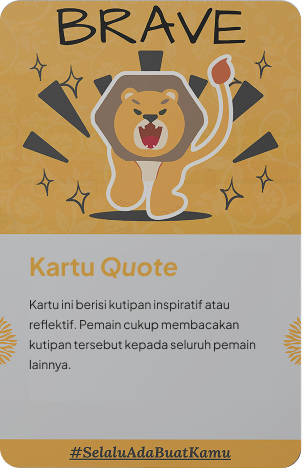 BRAVE
Kartu Quote
Kartu ini berisi kutipan inspiratif atau
reflektif. Pemain cukup membacakan
kutipan tersebut kepada seluruh pemain
lainnya.
#SelaluAdaBuatKamu